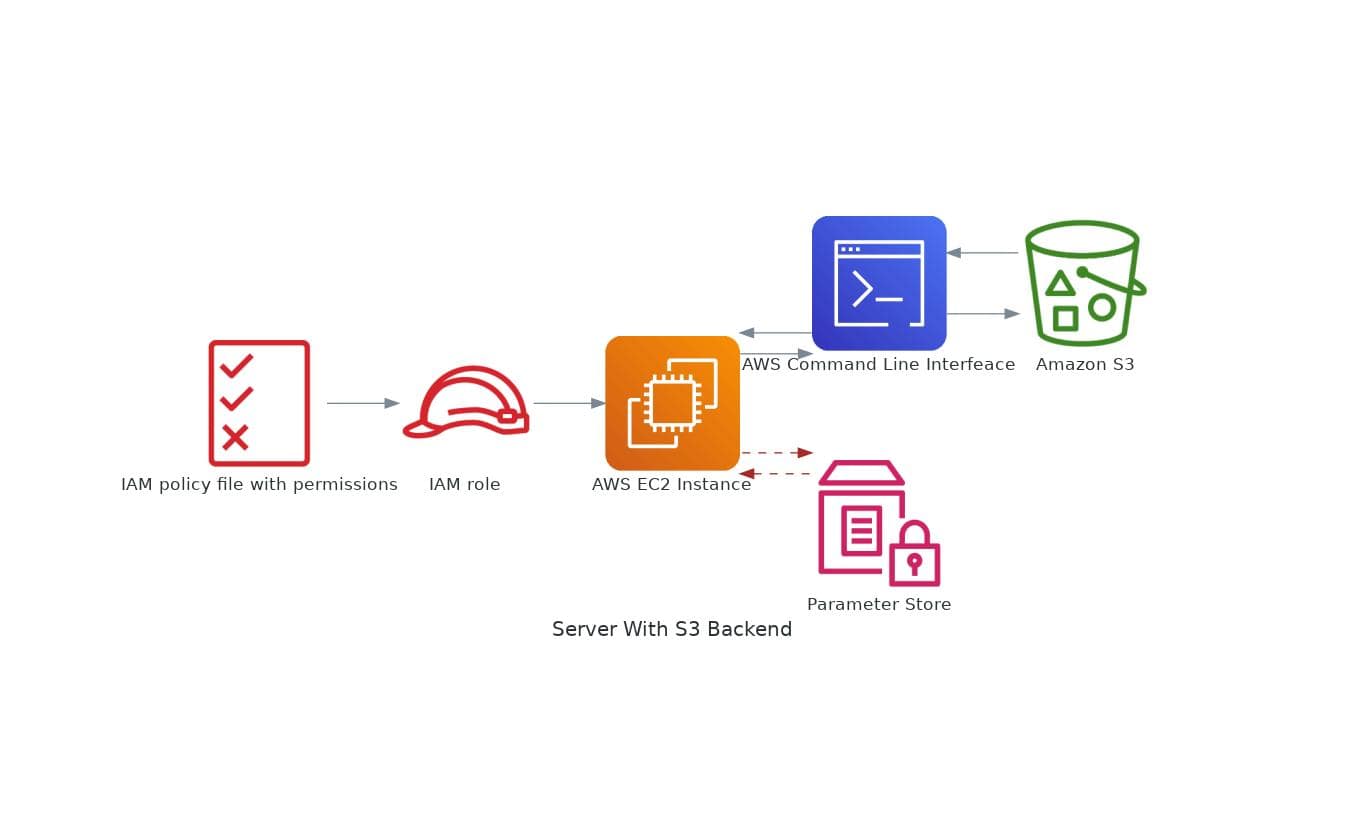 AWS Command Line Interfeace
Amazon S3
IAM policy file with permissions
IAM role
AWS EC2 Instance
Parameter Store
Server With S3 Backend